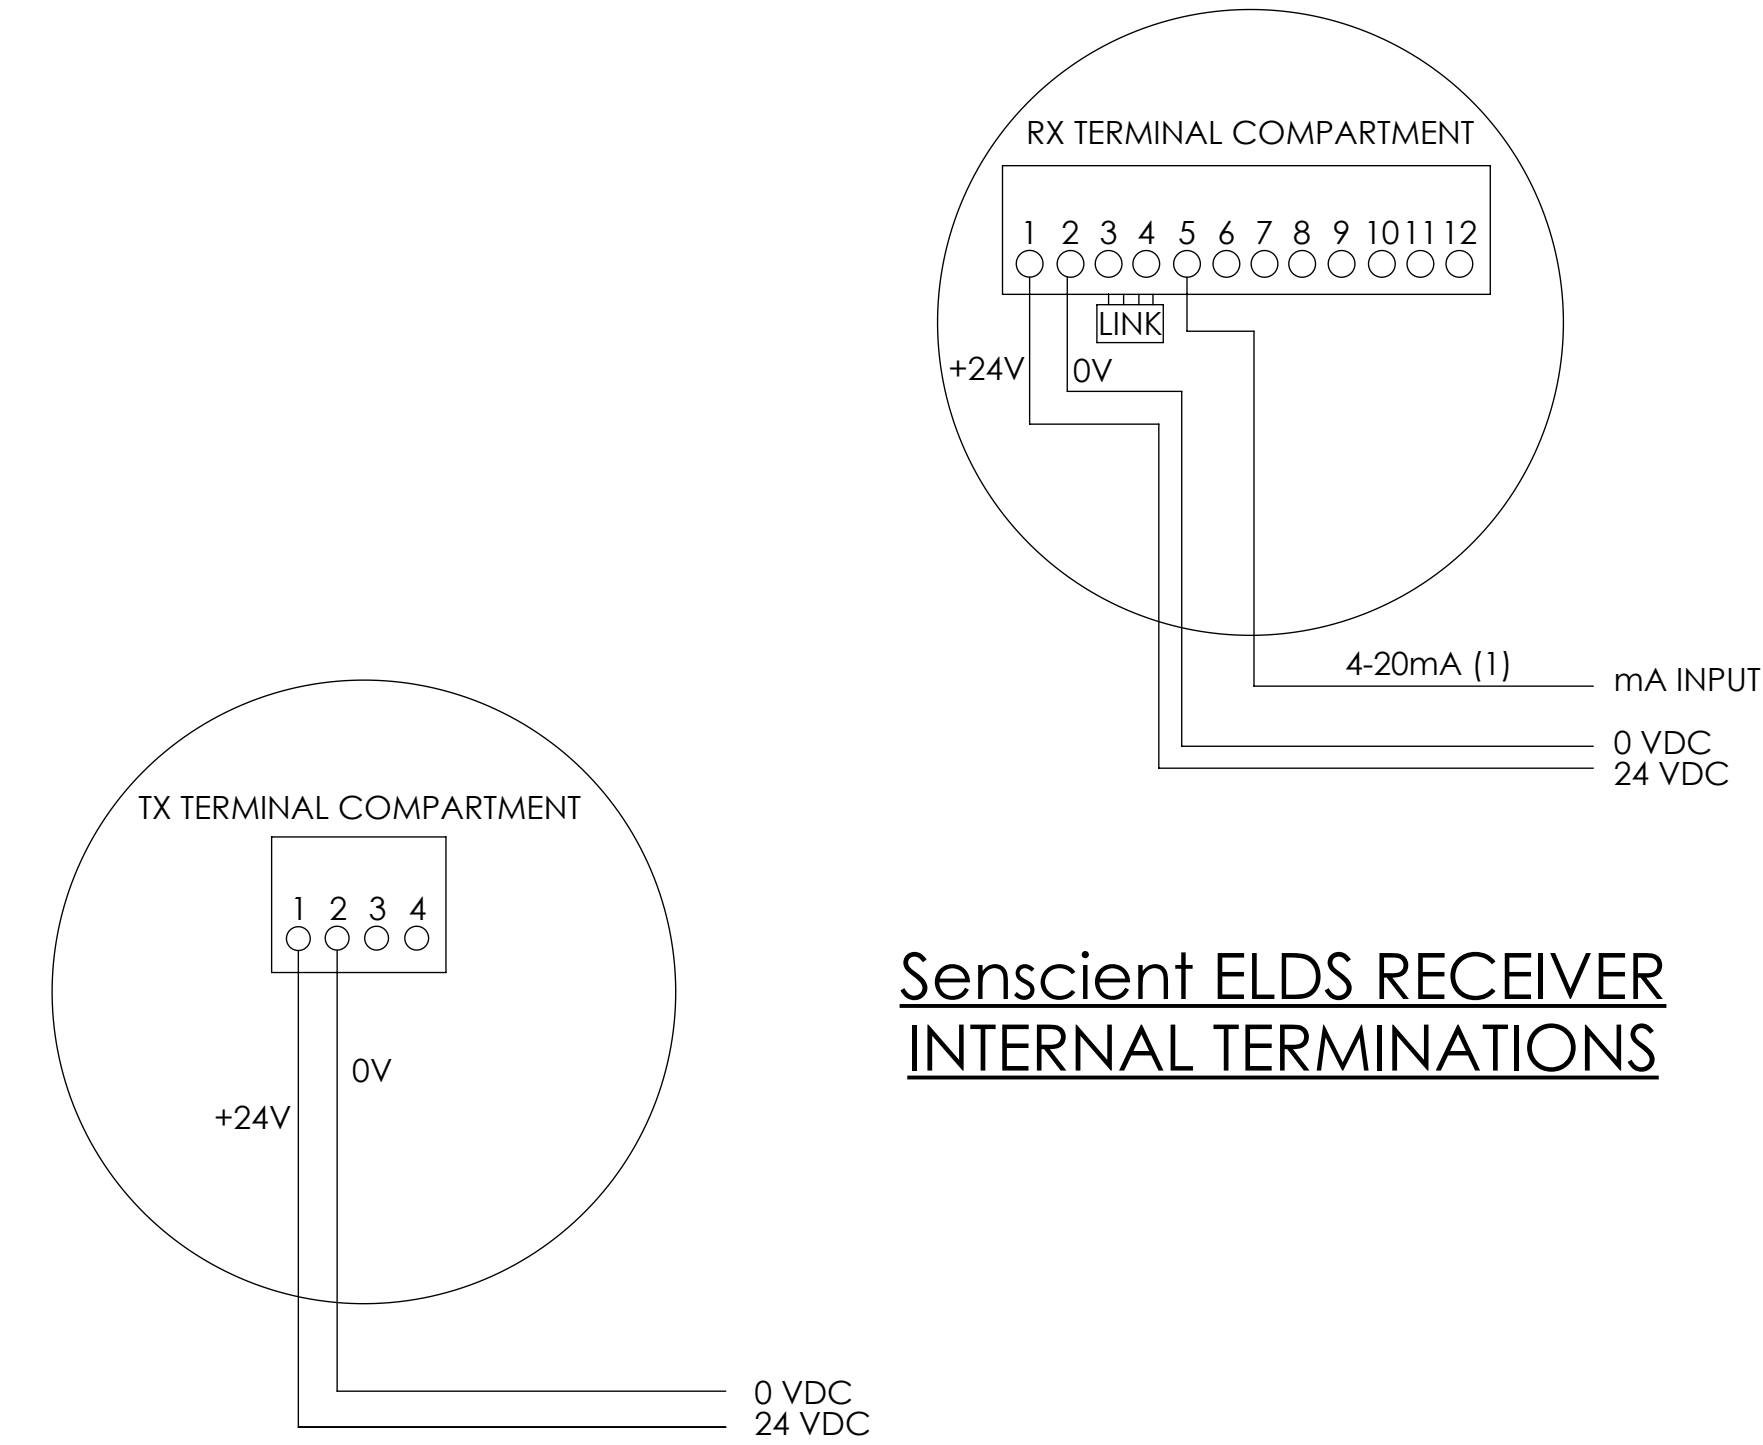 RX TERMINAL COMPARTMENT
1 2 3 4 5 6 7 8 9 10 11 12
LINK
+24V 0V
4-20mA (1)
mA INPUT
0 VDC
24 VDC
TX TERMINAL COMPARTMENT
1 2 3 4
0V
+24V
0 VDC
24 VDC
Senscient ELDS RECEIVER
INTERNAL TERMINATIONS